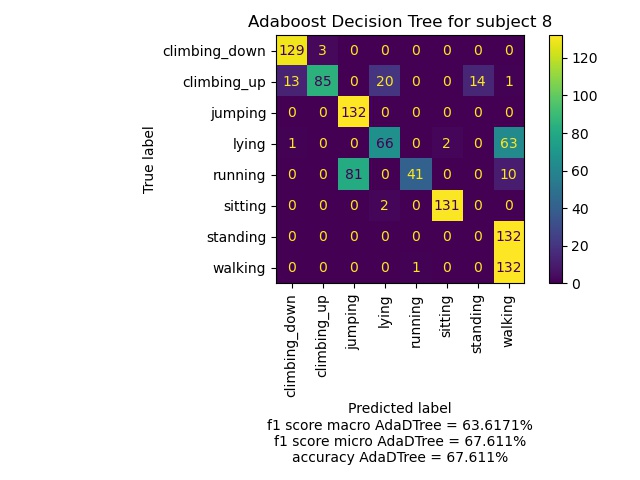 Adaboost Decision Tree for subject 8
climbing_down 129 3 0 0 0 0 0 0
climbing_up 13 85 0 20 0 0 14 1
jumping 0 0 132 0 0 0 0 0
lying 1 0 0 66 0 2 0 63
running 0 0 81 0 41 0 0 10
sitting 0 0 0 2 0 131 0 0
standing 0 0 0 0 0 0 0 132
walking 0 0 0 0 1 0 0 132
True label
climbing_down climbing_up jumping lying running sitting standing walking
Predicted label
120
100
80
60
40
20
0
f1 score macro AdaDTree = 63.6171%
f1 score micro AdaDTree = 67.611%
accuracy AdaDTree = 67.611%